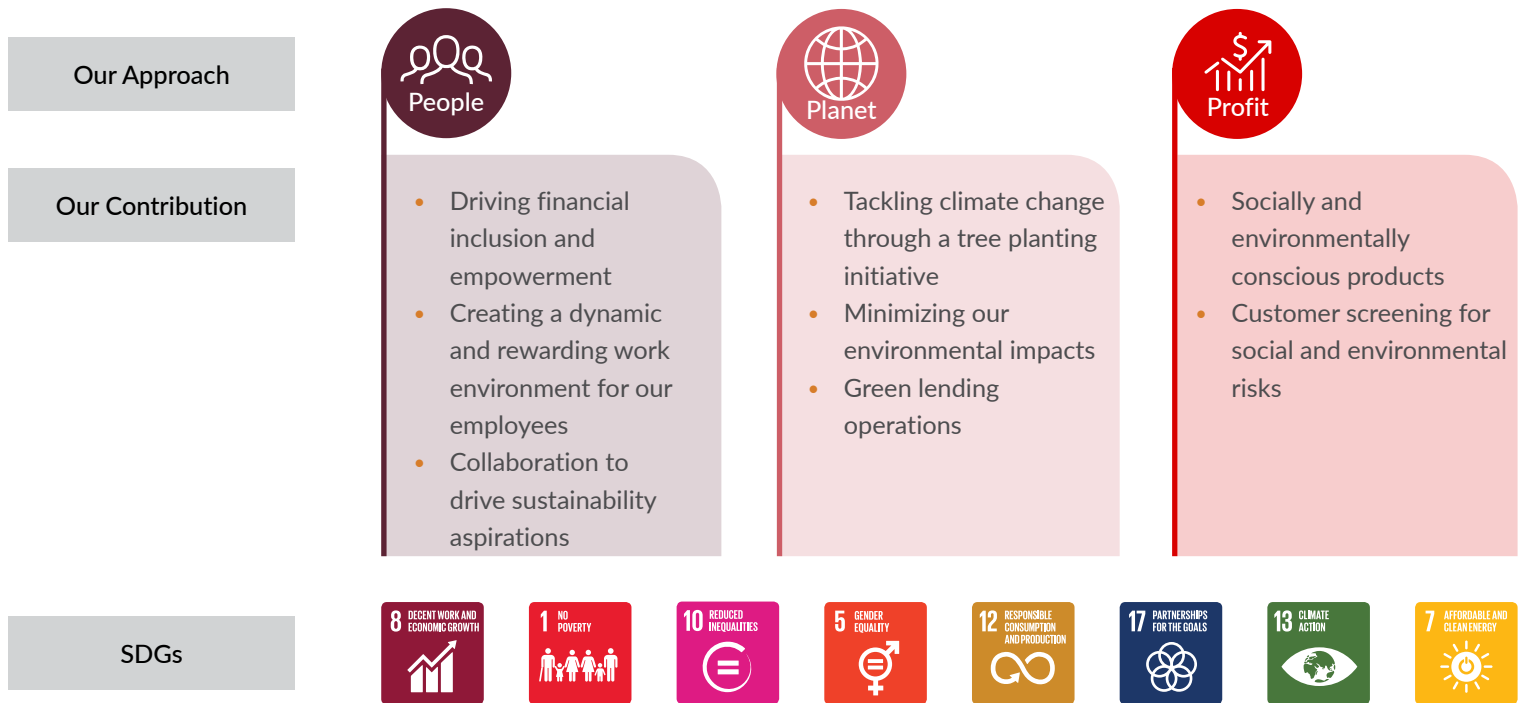 Our Approach
People
Planet
Profit
Our Contribution
• Driving financial
inclusion and
empowerment
• Creating a dynamic
and rewarding work
environment for our
employees
• Collaboration to
drive sustainability
aspirations
• Tackling climate change
through a tree planting
initiative
• Minimizing our
environmental impacts
• Green lending
operations
• Socially and
environmentally
conscious products
• Customer screening for
social and environmental
risks
SDGs
8 DECENT WORK AND
ECONOMIC GROWTH
1 NO
POVERTY
10 REDUCED
INEQUALITIES
5 GENDER
EQUALITY
12 RESPONSIBLE
CONSUMPTION
AND PRODUCTION
17 PARTNERSHIPS
FOR THE GOALS
13 CLIMATE
ACTION
7 AFFORDABLE AND
CLEAN ENERGY